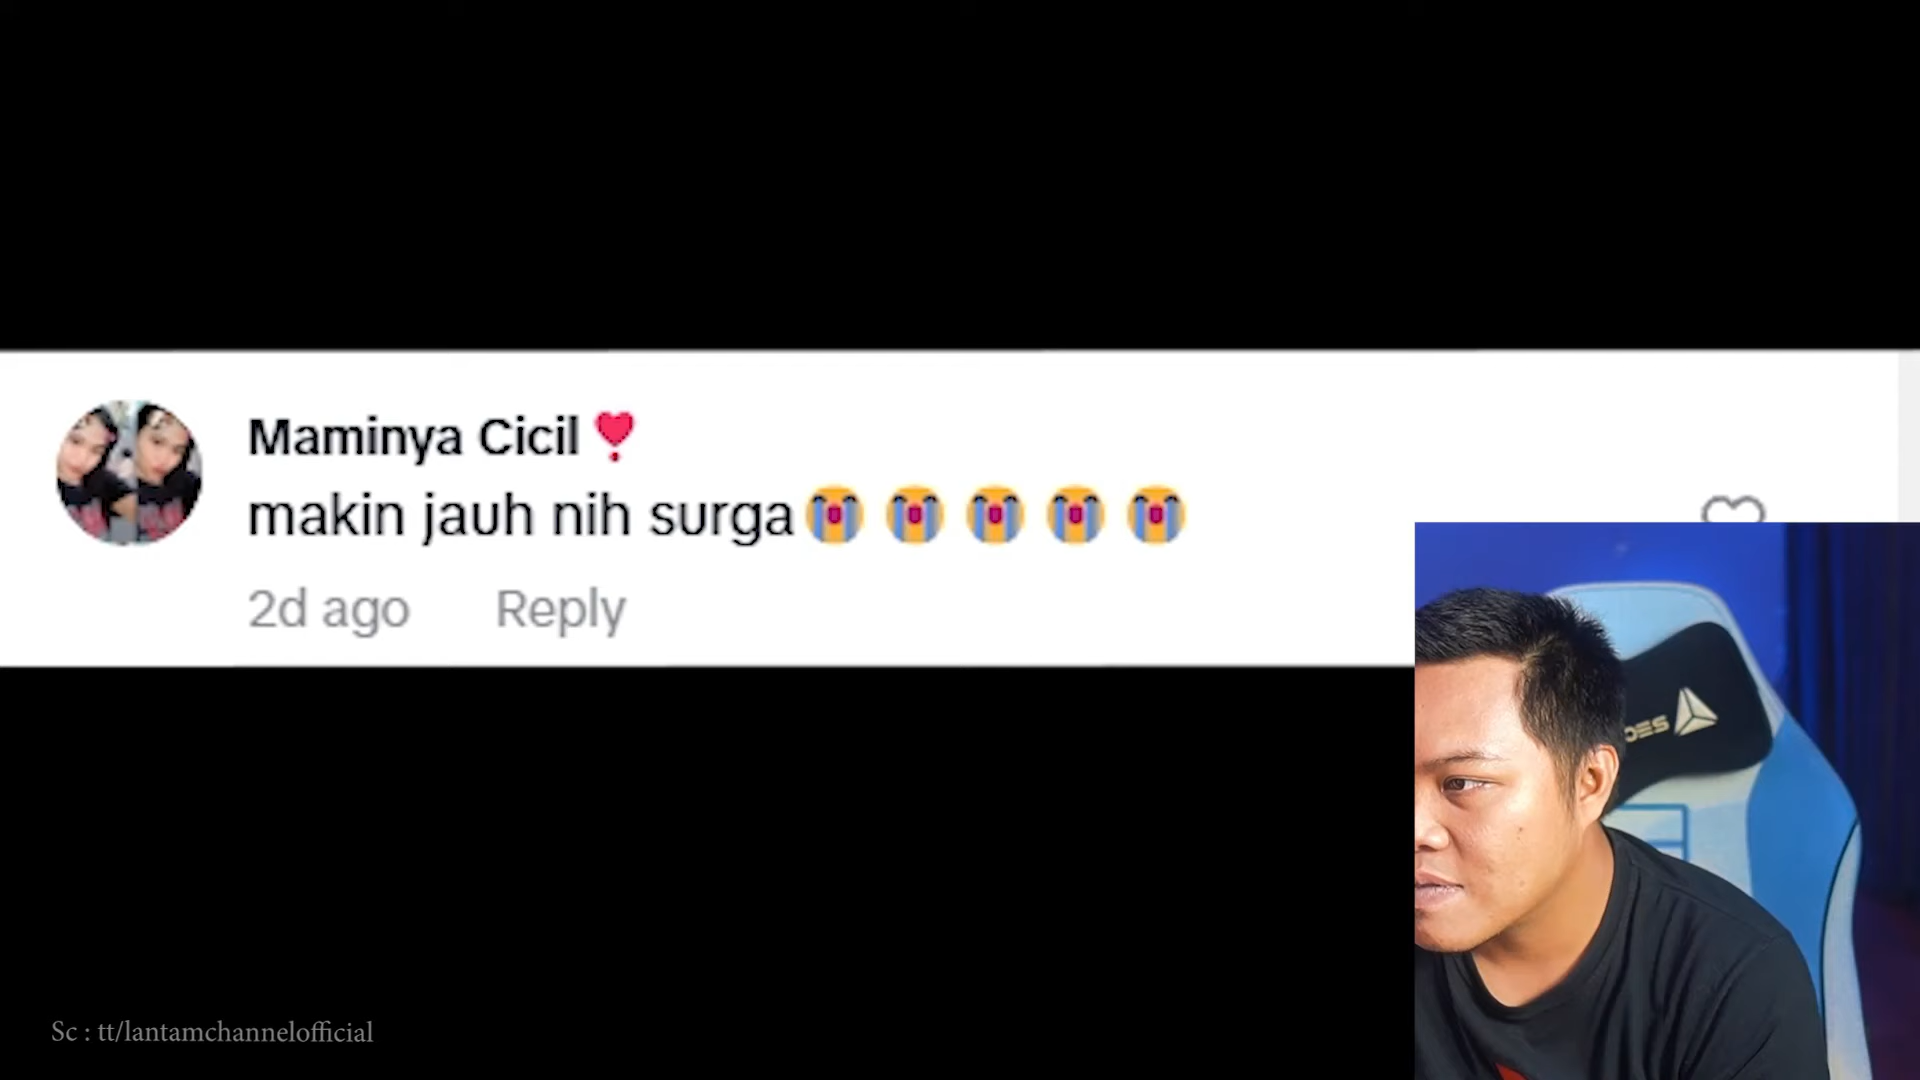 Maminya Cicil❣️
makin jauh nih surga😭😭😭😭😭
2d ago Reply
Sc : tt/lantamchannelofficial